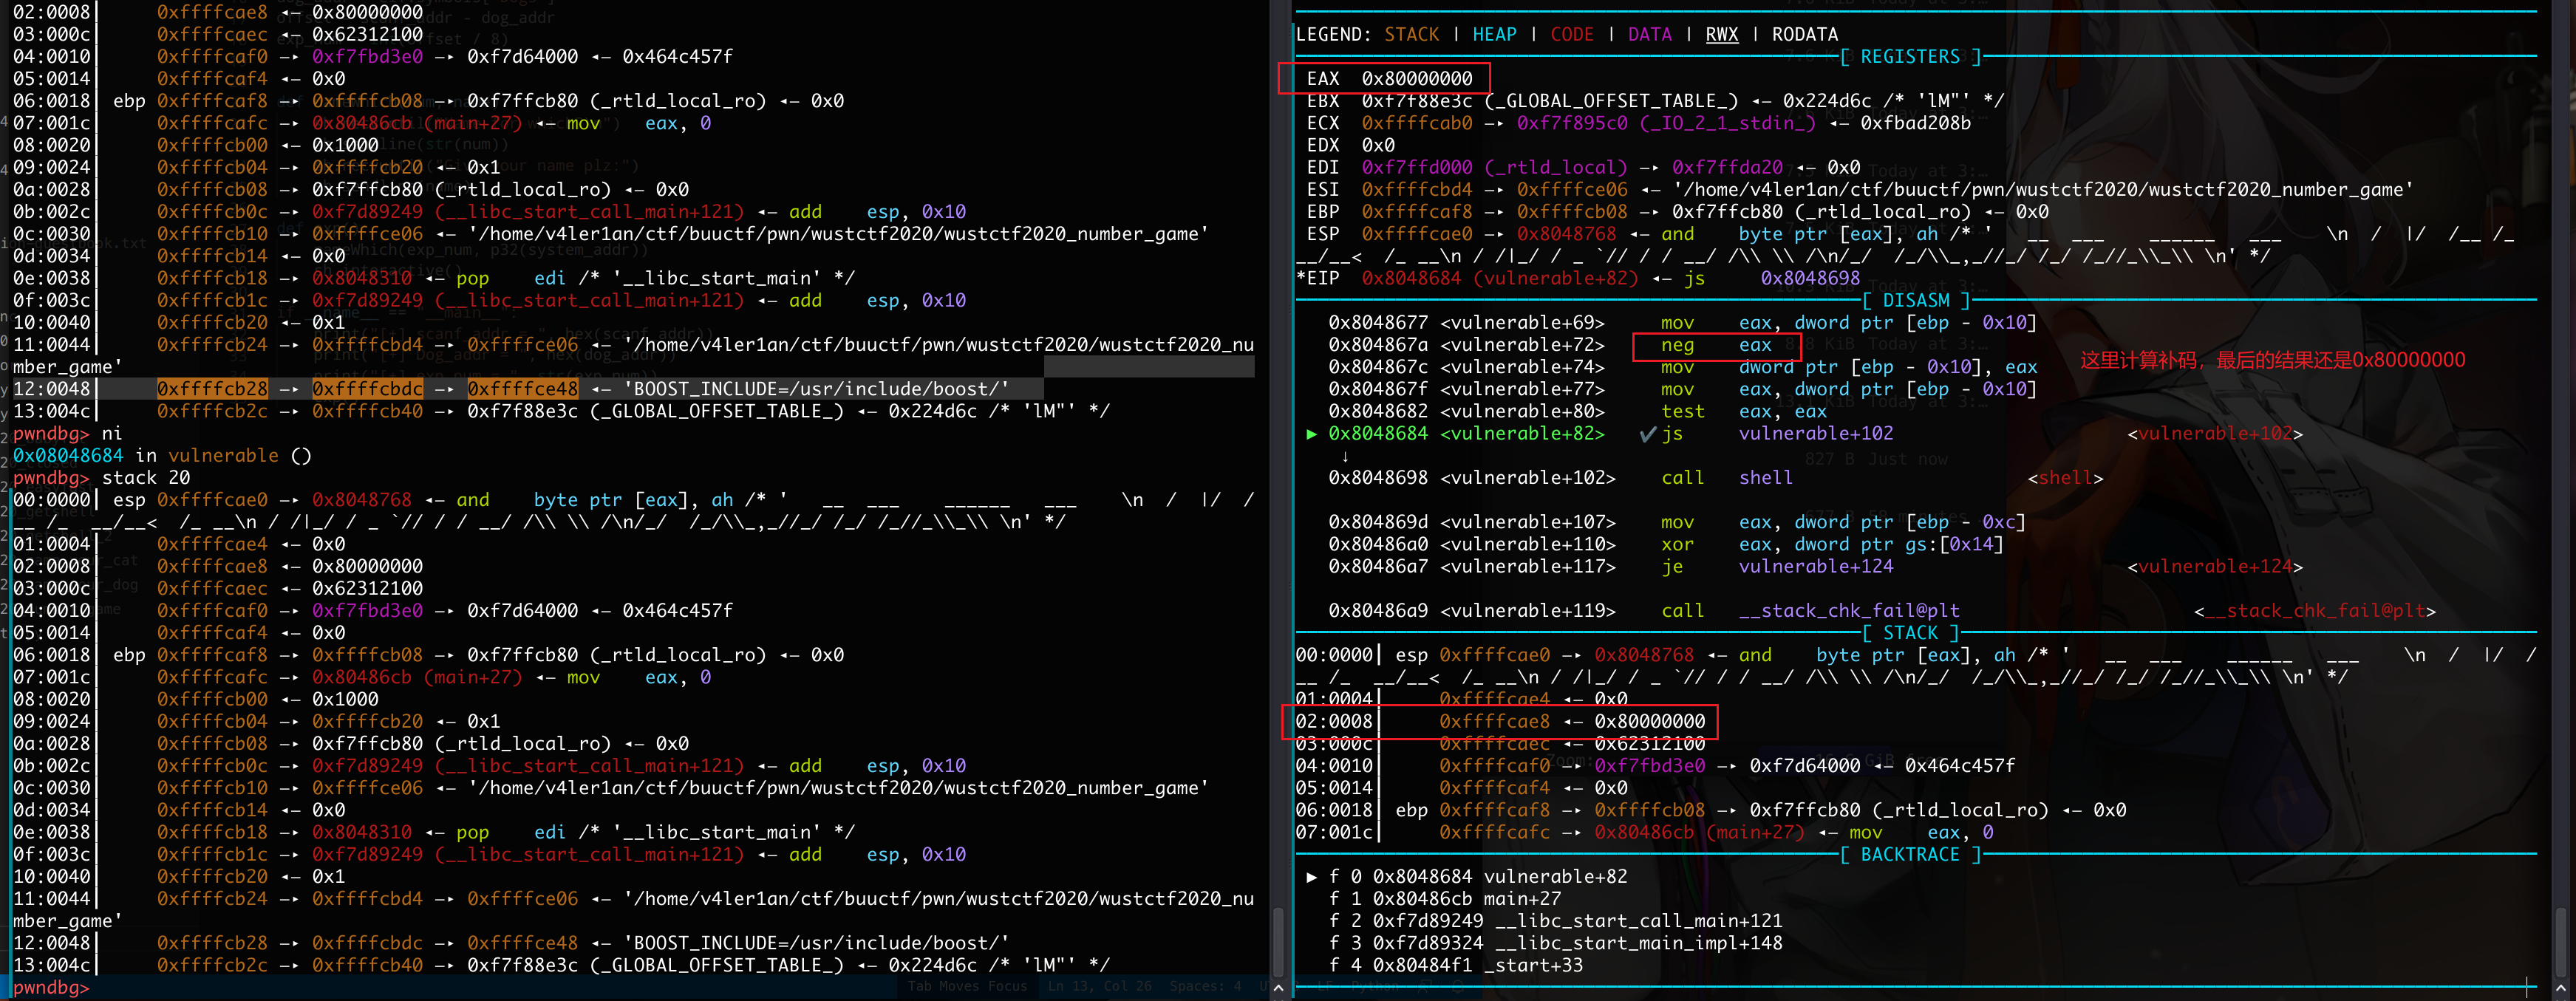 02:0008│ 0xffffcae8 ◂— 0x80000000
03:000c│ 0xffffcaec ◂— 0x62312100
04:0010│ 0xffffcaf0 —▸ 0xf7fbd3e0 —▸ 0xf7d64000 ◂— 0x464c457f
05:0014│ 0xffffcaf4 ◂— 0x0
06:0018│ ebp 0xffffcaf8 —▸ 0xffffcb08 —▸ 0xf7ffcb80 (_rtld_local_ro) ◂— 0x0
07:001c│ 0xffffcafc —▸ 0x80486cb (main+27) ◂— mov eax, 0
08:0020│ 0xffffcb00 ◂— 0x1000
09:0024│ 0xffffcb04 —▸ 0xffffcb20 ◂— 0x1
0a:0028│ 0xffffcb08 —▸ 0xf7ffcb80 (_rtld_local_ro) ◂— 0x0
0b:002c│ 0xffffcb0c —▸ 0xf7d89249 (__libc_start_call_main+121) ◂— add esp, 0x10
0c:0030│ 0xffffcb10 —▸ 0xffffce06 ◂— '/home/v4ler1an/ctf/buuctf/pwn/wustctf2020/wustctf2020_number_game'
0d:0034│ 0xffffcb14 ◂— 0x0
0e:0038│ 0xffffcb18 —▸ 0x8048310 ◂— pop edi /* '__libc_start_main' */
0f:003c│ 0xffffcb1c —▸ 0xf7d89249 (__libc_start_call_main+121) ◂— add esp, 0x10
10:0040│ 0xffffcb20 ◂— 0x1
11:0044│ 0xffffcb24 —▸ 0xffffcbd4 —▸ 0xffffce06 ◂— '/home/v4ler1an/ctf/buuctf/pwn/wustctf2020/wustctf2020_nu
mber_game'
12:0048│ 0xffffcb28 —▸ 0xffffcbdc —▸ 0xffffce48 ◂— 'BOOST_INCLUDE=/usr/include/boost/'
13:004c│ 0xffffcb2c —▸ 0xffffcb40 —▸ 0xf7f88e3c (_GLOBAL_OFFSET_TABLE_) ◂— 0x224d6c /* 'lM"' */
pwndbg> ni
0x08048684 in vulnerable ()
pwndbg> stack 20
00:0000│ esp 0xffffcae0 —▸ 0x8048768 ◂— and byte ptr [eax], ah /* ' __ ___ ______ ___ \n / |/ /
__ /_ __/__< /_ __\n / /|_/ / _ `// / / __/ /\\ \\ /\n/_/ /_/\\_,_//_/ /_/ /_//_\\_\\ \n' */
01:0004│ 0xffffcae4 ◂— 0x0
02:0008│ 0xffffcae8 ◂— 0x80000000
03:000c│ 0xffffcaec ◂— 0x62312100
04:0010│ 0xffffcaf0 —▸ 0xf7fbd3e0 —▸ 0xf7d64000 ◂— 0x464c457f
05:0014│ 0xffffcaf4 ◂— 0x0
06:0018│ ebp 0xffffcaf8 —▸ 0xffffcb08 —▸ 0xf7ffcb80 (_rtld_local_ro) ◂— 0x0
07:001c│ 0xffffcafc —▸ 0x80486cb (main+27) ◂— mov eax, 0
08:0020│ 0xffffcb00 ◂— 0x1000
09:0024│ 0xffffcb04 —▸ 0xffffcb20 ◂— 0x1
0a:0028│ 0xffffcb08 —▸ 0xf7ffcb80 (_rtld_local_ro) ◂— 0x0
0b:002c│ 0xffffcb0c —▸ 0xf7d89249 (__libc_start_call_main+121) ◂— add esp, 0x10
0c:0030│ 0xffffcb10 —▸ 0xffffce06 ◂— '/home/v4ler1an/ctf/buuctf/pwn/wustctf2020/wustctf2020_number_game'
0d:0034│ 0xffffcb14 ◂— 0x0
0e:0038│ 0xffffcb18 —▸ 0x8048310 ◂— pop edi /* '__libc_start_main' */
0f:003c│ 0xffffcb1c —▸ 0xf7d89249 (__libc_start_call_main+121) ◂— add esp, 0x10
10:0040│ 0xffffcb20 ◂— 0x1
11:0044│ 0xffffcb24 —▸ 0xffffcbd4 —▸ 0xffffce06 ◂— '/home/v4ler1an/ctf/buuctf/pwn/wustctf2020/wustctf2020_nu
mber_game'
12:0048│ 0xffffcb28 —▸ 0xffffcbdc —▸ 0xffffce48 ◂— 'BOOST_INCLUDE=/usr/include/boost/'
13:004c│ 0xffffcb2c —▸ 0xffffcb40 —▸ 0xf7f88e3c (_GLOBAL_OFFSET_TABLE_) ◂— 0x224d6c /* 'lM"' */
pwndbg>
Tab Moves Focus Ln 13, Col 26 Spaces: 4
LEGEND: STACK | HEAP | CODE | DATA | RWX | RODATA
[ REGISTERS ]
EAX 0x80000000
EBX 0xf7f88e3c (_GLOBAL_OFFSET_TABLE_) ◂— 0x224d6c /* 'lM"' */
ECX 0xffffcab0 —▸ 0xf7f895c0 (_IO_2_1_stdin_) ◂— 0xfbad208b
EDX 0x0
EDI 0xf7ffd000 (_rtld_local) —▸ 0xf7ffda20 ◂— 0x0
ESI 0xffffcbd4 —▸ 0xffffce06 ◂— '/home/v4ler1an/ctf/buuctf/pwn/wustctf2020/wustctf2020_number_game'
EBP 0xffffcaf8 —▸ 0xffffcb08 —▸ 0xf7ffcb80 (_rtld_local_ro) ◂— 0x0
ESP 0xffffcae0 —▸ 0x8048768 ◂— and byte ptr [eax], ah /* ' __ ___ ______ ___ \n / |/ /__ /_
__/__< /_ __\n / /|_/ / _ `// / / __/ /\\ \\ /\n/_/ /_/\\_,_//_/ /_/ /_//_\\_\\ \n' */
*EIP 0x8048684 (vulnerable+82) ◂— js 0x8048698
[ DISASM ]
0x8048677 <vulnerable+69> mov eax, dword ptr [ebp - 0x10]
0x804867a <vulnerable+72> neg eax
0x804867c <vulnerable+74> mov dword ptr [ebp - 0x10], eax
这里计算补码，最后的结果还是0x80000000
0x804867f <vulnerable+77> mov eax, dword ptr [ebp - 0x10]
0x8048682 <vulnerable+80> test eax, eax
► 0x8048684 <vulnerable+82> ✔ js vulnerable+102 <vulnerable+102>
↓
0x8048698 <vulnerable+102> call shell <shell>
0x804869d <vulnerable+107> mov eax, dword ptr [ebp - 0xc]
0x80486a0 <vulnerable+110> xor eax, dword ptr gs:[0x14]
0x80486a7 <vulnerable+117> je vulnerable+124 <vulnerable+124>
0x80486a9 <vulnerable+119> call __stack_chk_fail@plt <__stack_chk_fail@plt>
[ STACK ]
00:0000│ esp 0xffffcae0 —▸ 0x8048768 ◂— and byte ptr [eax], ah /* ' __ ___ ______ ___ \n / |/ /
__ /_ __/__< /_ __\n / /|_/ / _ `// / / __/ /\\ \\ /\n/_/ /_/\\_,_//_/ /_/ /_//_\\_\\ \n' */
01:0004│ 0xffffcae4 ◂— 0x0
02:0008│ 0xffffcae8 ◂— 0x80000000
03:000c│ 0xffffcaec ◂— 0x62312100
04:0010│ 0xffffcaf0 —▸ 0xf7fbd3e0 —▸ 0xf7d64000 ◂— 0x464c457f
05:0014│ 0xffffcaf4 ◂— 0x0
06:0018│ ebp 0xffffcaf8 —▸ 0xffffcb08 —▸ 0xf7ffcb80 (_rtld_local_ro) ◂— 0x0
07:001c│ 0xffffcafc —▸ 0x80486cb (main+27) ◂— mov eax, 0
[ BACKTRACE ]
► f 0 0x8048684 vulnerable+82
f 1 0x80486cb main+27
f 2 0xf7d89249 __libc_start_call_main+121
f 3 0xf7d89324 __libc_start_main_impl+148
f 4 0x80484f1 _start+33